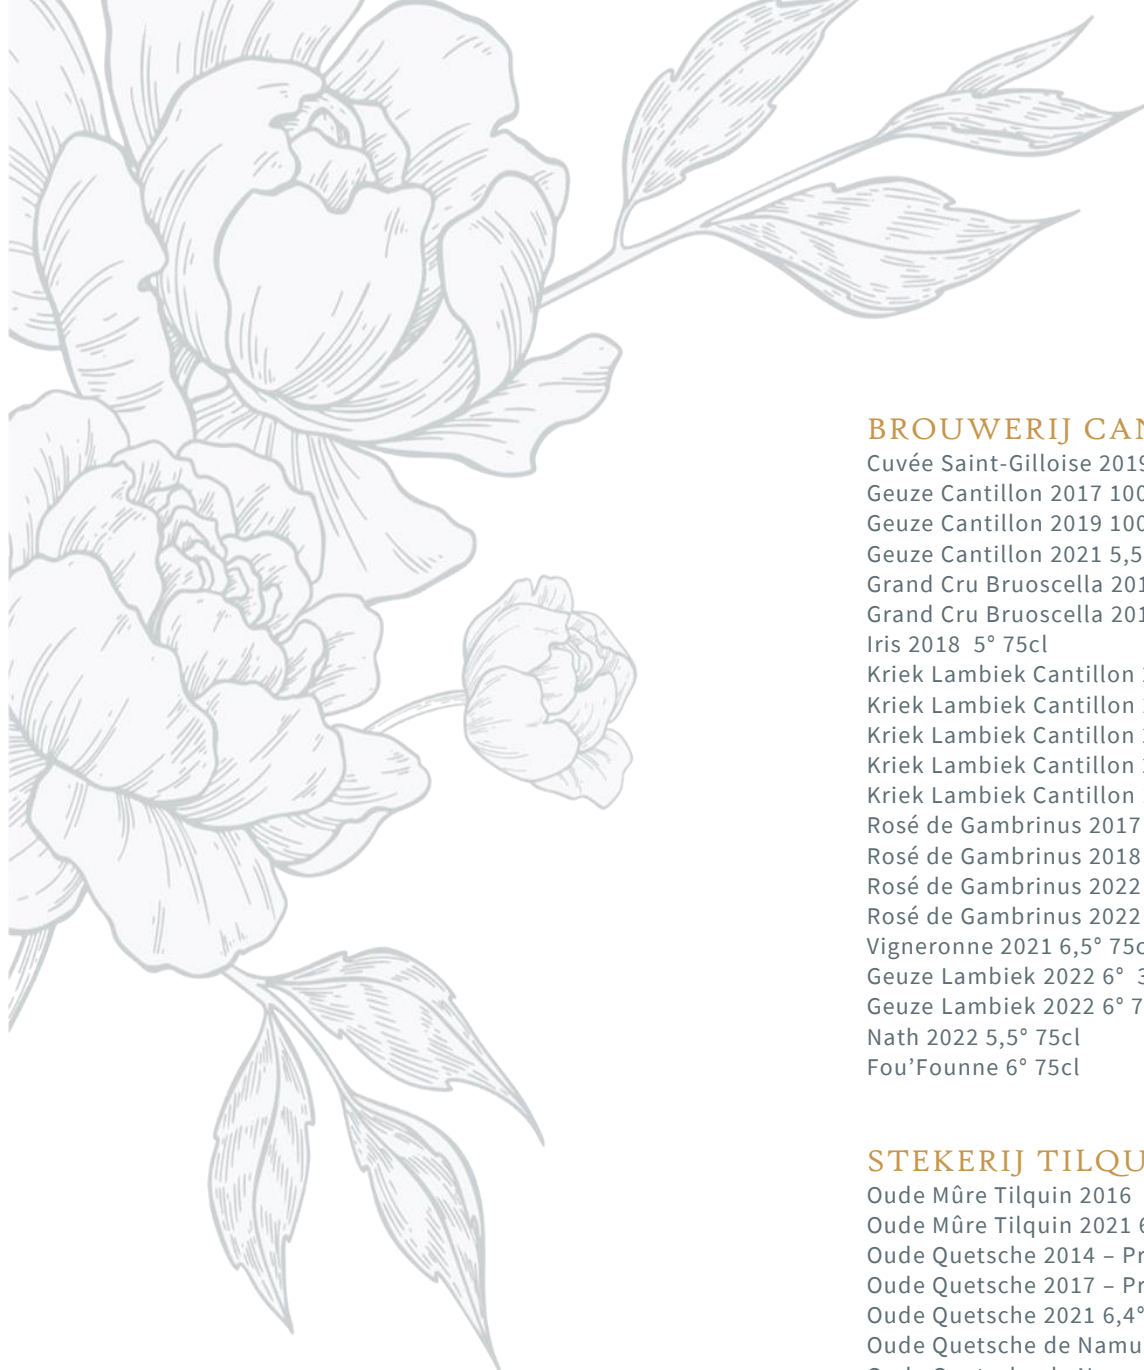 BROUWERIJ CAN
Cuvée Saint-Gilloise 2019
Geuze Cantillon 2017 100
Geuze Cantillon 2019 100
Geuze Cantillon 2021 5,5
Grand Cru Bruoscella 201
Grand Cru Bruoscella 201
Iris 2018 5° 75cl
Kriek Lambiek Cantillon
Kriek Lambiek Cantillon
Kriek Lambiek Cantillon
Kriek Lambiek Cantillon
Kriek Lambiek Cantillon
Rosé de Gambrinus 2017
Rosé de Gambrinus 2018
Rosé de Gambrinus 2022
Rosé de Gambrinus 2022
Vigneronne 2021 6,5° 75c
Geuze Lambiek 2022 6° 3
Geuze Lambiek 2022 6° 7
Nath 2022 5,5° 75cl
Fou’Founne 6° 75cl
STEKERIJ TILQU
Oude Mûre Tilquin 2016
Oude Mûre Tilquin 2021 6
Oude Quetsche 2014 – Pr
Oude Quetsche 2017 – Pr
Oude Quetsche 2021 6,4°
Oude Quetsche de Namu